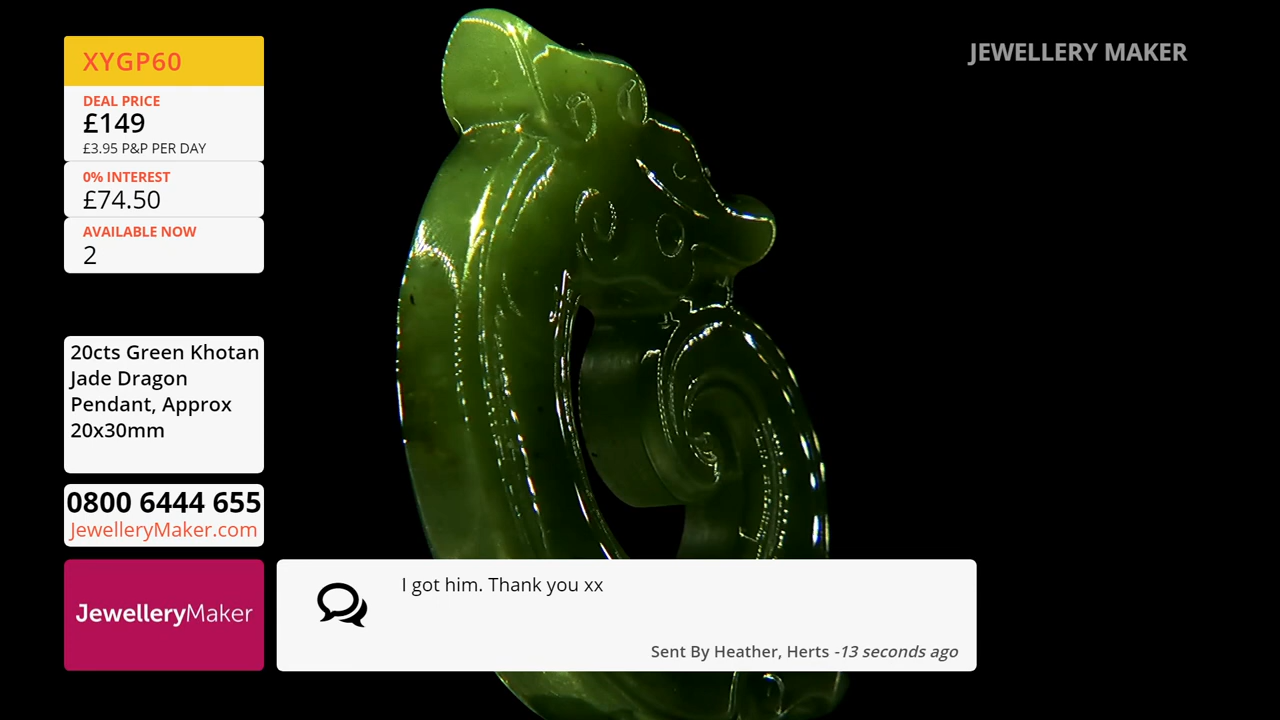 XYGP60
DEAL PRICE
£149
£3.95 P&P PER DAY
0% INTEREST
£74.50
AVAILABLE NOW
2
20cts Green Khotan
Jade Dragon
Pendant, Approx
20x30mm
0800 6444 655
JewelleryMaker.com
JewelleryMaker
I got him. Thank you xx
Sent By Heather, Herts -13 seconds ago
JEWELLERY MAKER